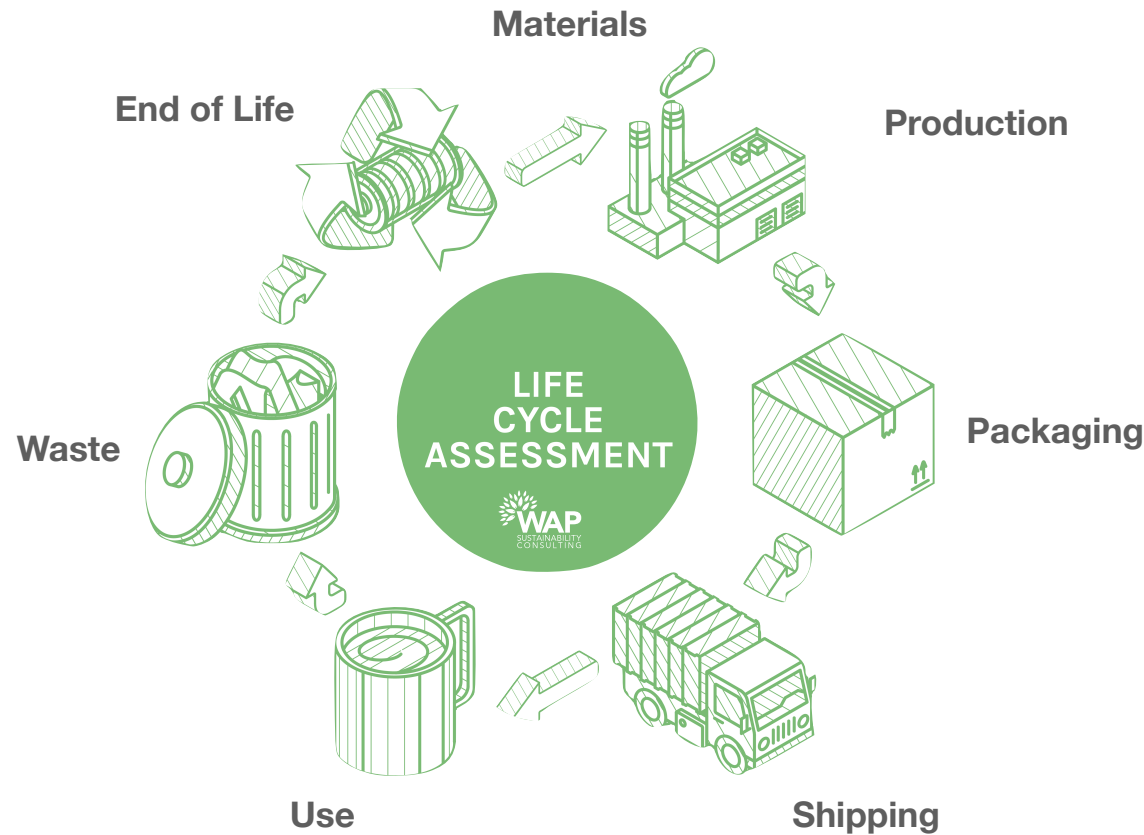 Materials
End of Life
Production
LIFE
CYCLE
ASSESSMENT
Waste
Packaging
WAP
SUSTAINABILITY
CONSULTING
Use
Shipping